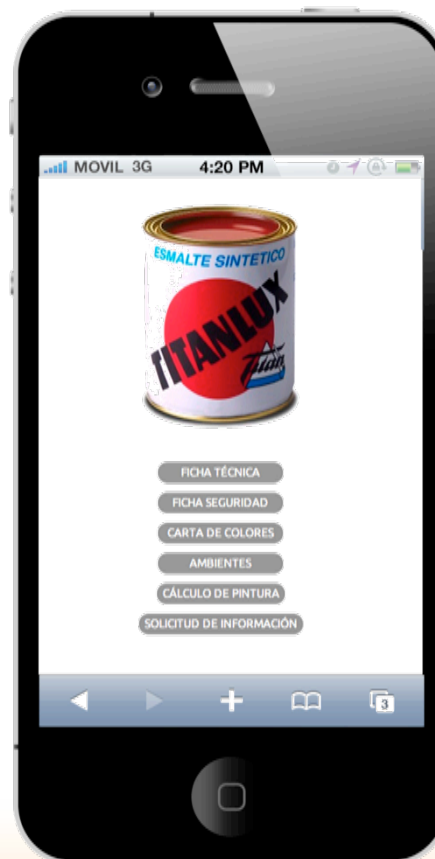 MOVIL 3G 4:20 PM
ESMALTE SINTETICO
TITANLUX
Titan
FICHA TÉCNICA
FICHA SEGURIDAD
CARTA DE COLORES
AMBIENTES
CÁLCULO DE PINTURA
SOLICITUD DE INFORMACIÓN
3